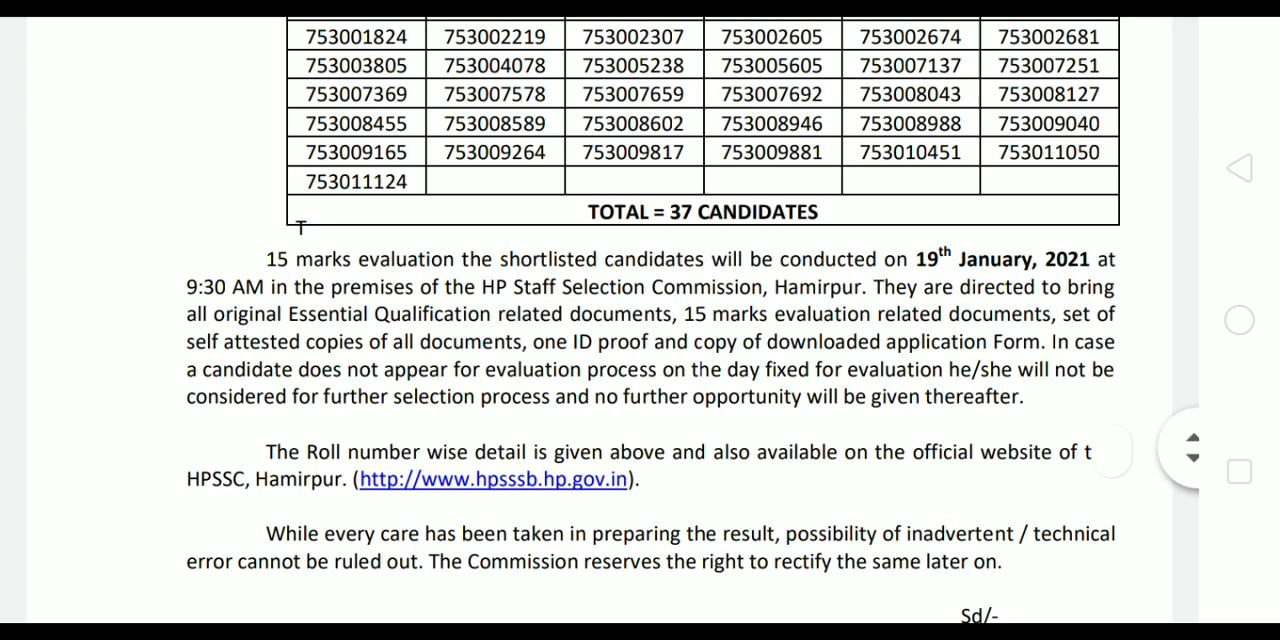 753001824 753002219 753002307 753002605 753002674 753002681
753003805 753004078 753005238 753005605 753007137 753007251
753007369 753007578 753007659 753007692 753008043 753008127
753008455 753008589 753008602 753008946 753008988 753009040
753009165 753009264 753009817 753009881 753010451 753011050
753011124
TOTAL = 37 CANDIDATES
T
15 marks evaluation the shortlisted candidates will be conducted on 19th January, 2021 at
9:30 AM in the premises of the HP Staff Selection Commission, Hamirpur. They are directed to bring
all original Essential Qualification related documents, 15 marks evaluation related documents, set of
self attested copies of all documents, one ID proof and copy of downloaded application Form. In case
a candidate does not appear for evaluation process on the day fixed for evaluation he/she will not be
considered for further selection process and no further opportunity will be given thereafter.
The Roll number wise detail is given above and also available on the official website of t
HPSSC, Hamirpur. (http://www.hpsssb.hp.gov.in).
While every care has been taken in preparing the result, possibility of inadvertent / technical
error cannot be ruled out. The Commission reserves the right to rectify the same later on.
Sd/-